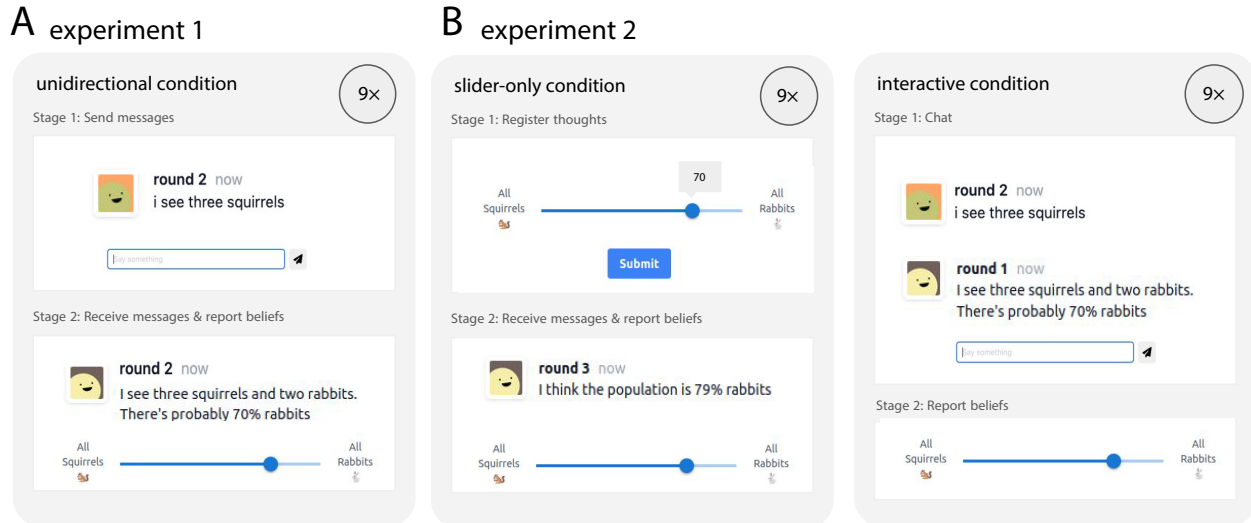 A experiment 1
unidirectional condition
9×
Stage 1: Send messages
round 2 now
i see three squirrels
Say something
Stage 2: Receive messages & report beliefs
round 2 now
I see three squirrels and two rabbits.
There's probably 70% rabbits
All
Squirrels
All
Rabbits
B experiment 2
slider-only condition
9×
Stage 1: Register thoughts
70
All
Squirrels
All
Rabbits
Submit
Stage 2: Receive messages & report beliefs
round 3 now
I think the population is 79% rabbits
All
Squirrels
All
Rabbits
interactive condition
9×
Stage 1: Chat
round 2 now
i see three squirrels
round 1 now
I see three squirrels and two rabbits.
There's probably 70% rabbits
Say something
Stage 2: Report beliefs
All
Squirrels
All
Rabbits